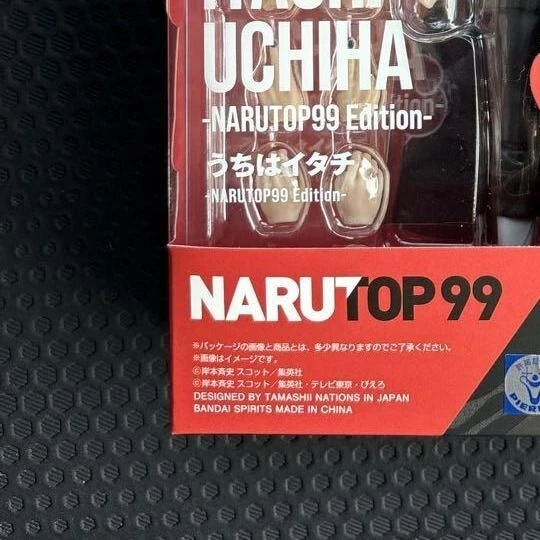 UCHIHA
-NARUTOP99 Edition-
うちはイタチ
-NARUTOP99 Edition-
NARUTOP99
※パッケージの画像と商品とは、多少異なりますのでご了承ください。
※画像はイメージです。
©岸本斉史 スコット／集英社
©岸本斉史 スコット／集英社・テレビ東京・ぴえろ
DESIGNED BY TAMASHII NATIONS IN JAPAN
BANDAI SPIRITS MADE IN CHINA